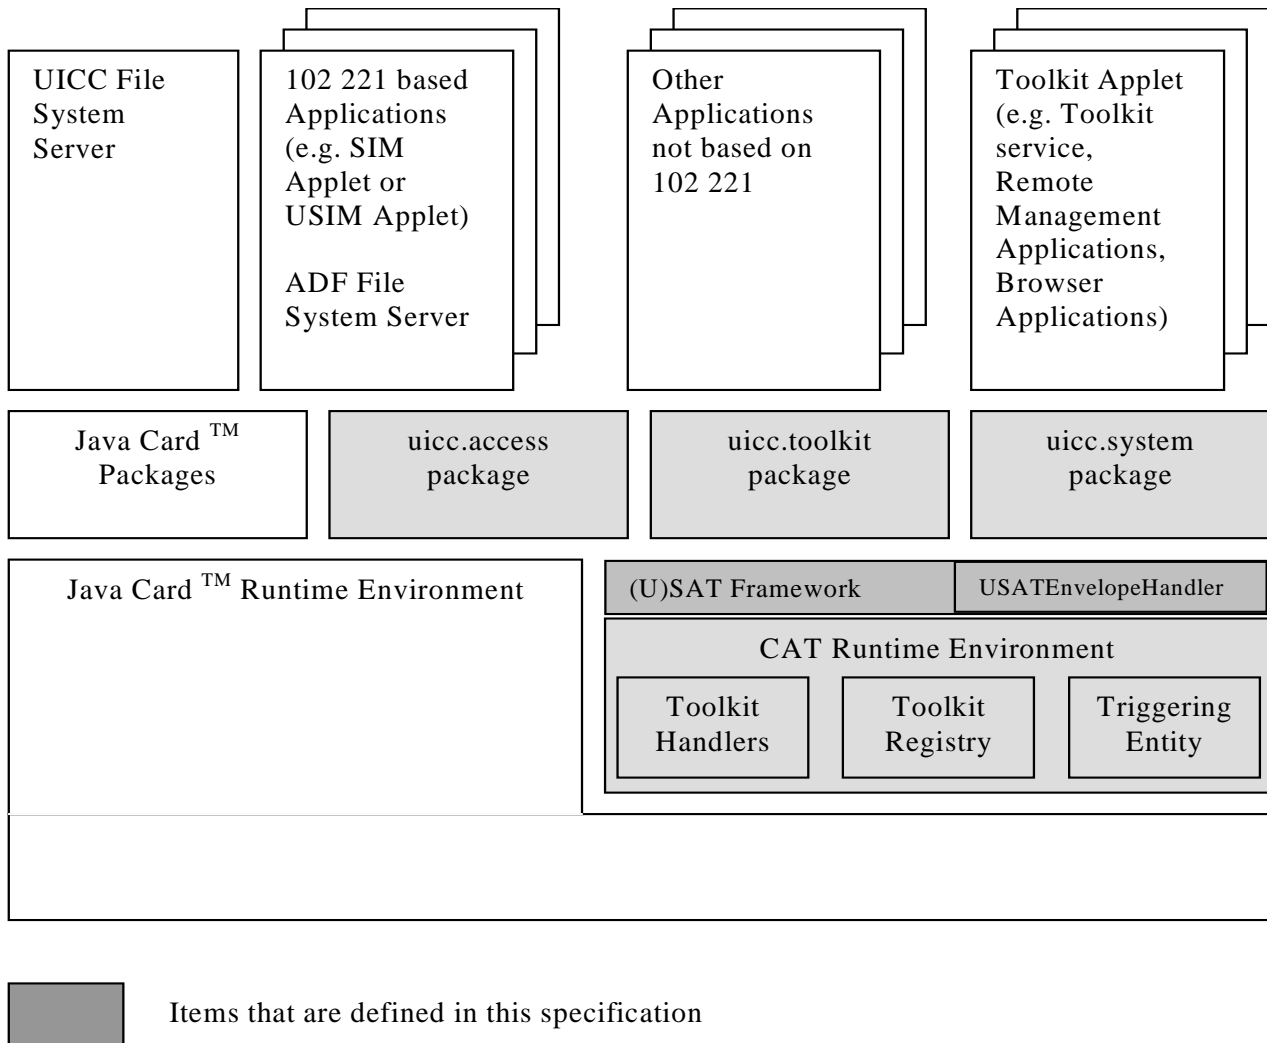 UICC File
System
Server
102 221 based
Applications
(e.g. SIM
Applet or
USIM Applet)
ADF File
System Server
Other
Applications
not based on
102 221
Toolkit Applet
(e.g. Toolkit
service,
Remote
Management
Applications,
Browser
Applications)
Java Card TM
Packages
uicc.access
package
uicc.toolkit
package
uicc.system
package
Java Card TM Runtime Environment
(U)SAT Framework
USATEnvelopeHandler
CAT Runtime Environment
Toolkit
Handlers
Toolkit
Registry
Triggering
Entity
Items that are defined in this specification